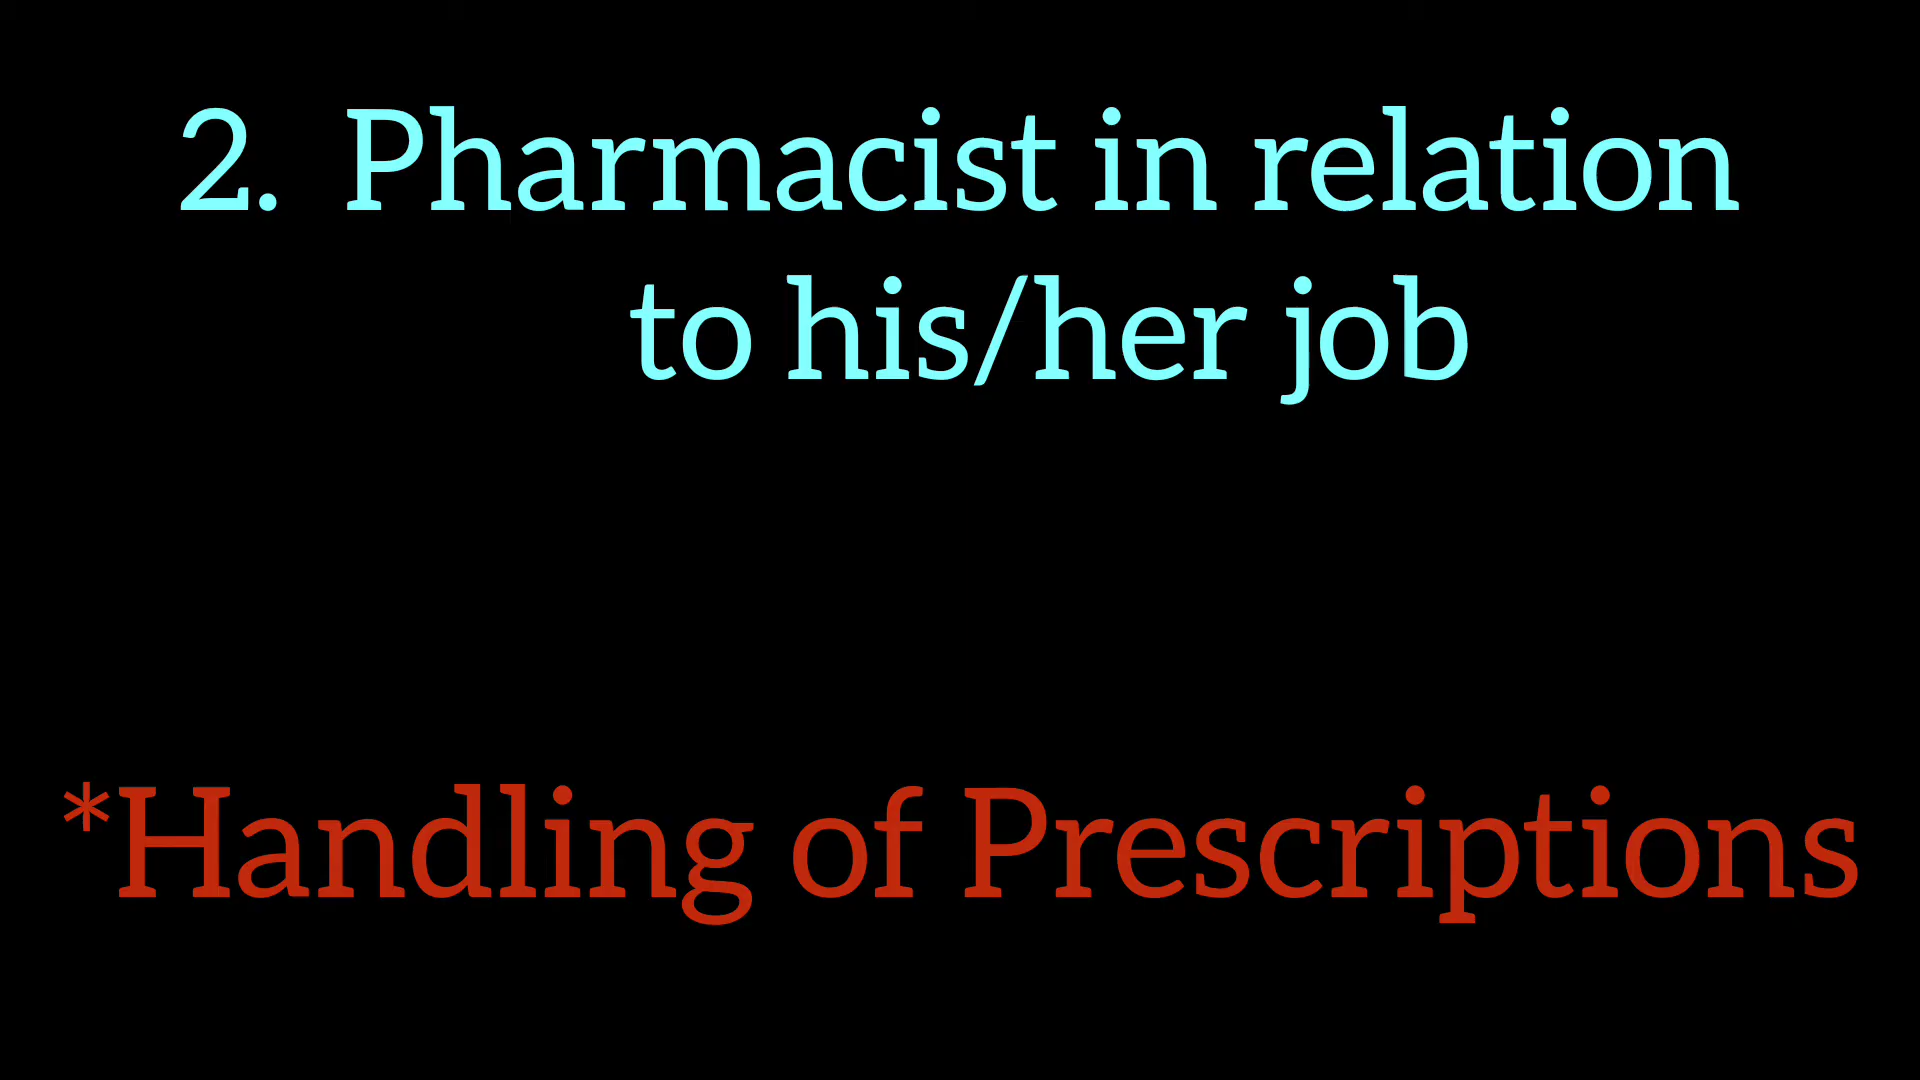 2. Pharmacist in relation
to his/her job
*Handling of Prescriptions